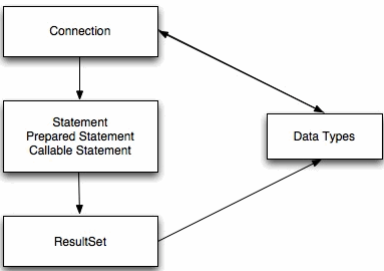 Connection
Statement
Prepared Statement
Callable Statement
Data Types
ResultSet